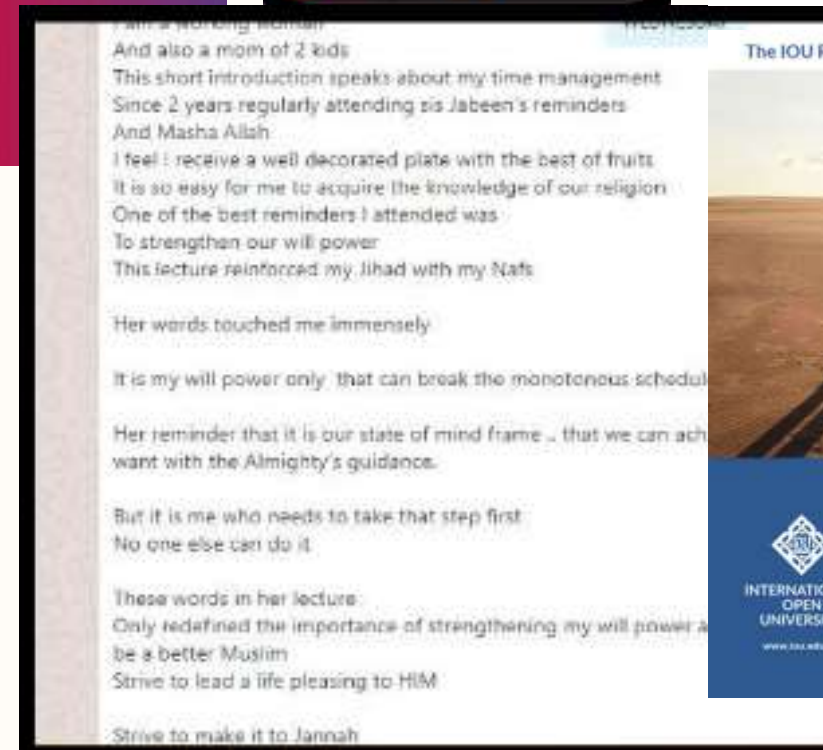 I am a working woman
WEDNESDAY
And also a mom of 2 kids
This short introduction speaks about my time management
Since 2 years regularly attending sis Jabeen's reminders
And Masha Allah
I feel i receive a well decorated plate with the best of fruits
It is so easy for me to acquire the knowledge of our religion
One of the best reminders I attended was
To strengthen our will power
This lecture reinforced my Jihad with my Nafs
Her words touched me immensely
It is my will power only that can break the monotonous schedul
Her reminder that it is our state of mind frame .. that we can ach
want with the Almighty's guidance.
But it is me who needs to take that step first
No one else can do it
These words in her lecture
Only redefined the importance of strengthening my will power a
be a better Muslim
Strive to lead a life pleasing to HIM
Strive to make it to Jannah
The IOU
INTERNATIO
OPEN
UNIVERSI
www.iou.edu